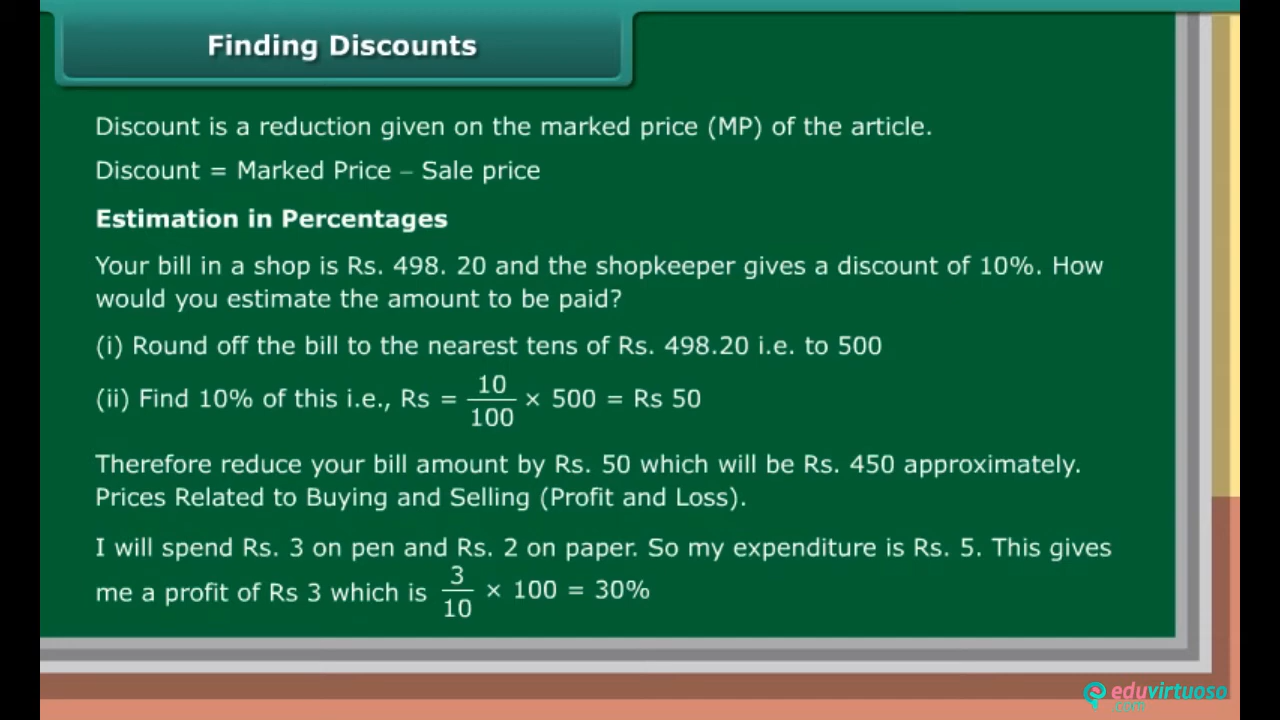 Finding Discounts
Discount is a reduction given on the marked price (MP) of the article.
Discount = Marked Price – Sale price
Estimation in Percentages
Your bill in a shop is Rs. 498. 20 and the shopkeeper gives a discount of 10%. How
would you estimate the amount to be paid?
(i) Round off the bill to the nearest tens of Rs. 498.20 i.e. to 500
(ii) Find 10% of this i.e., Rs = 10/100 × 500 = Rs 50
Therefore reduce your bill amount by Rs. 50 which will be Rs. 450 approximately.
Prices Related to Buying and Selling (Profit and Loss).
I will spend Rs. 3 on pen and Rs. 2 on paper. So my expenditure is Rs. 5. This gives
me a profit of Rs 3 which is 3/10 × 100 = 30%
eduvirtuoso
.com